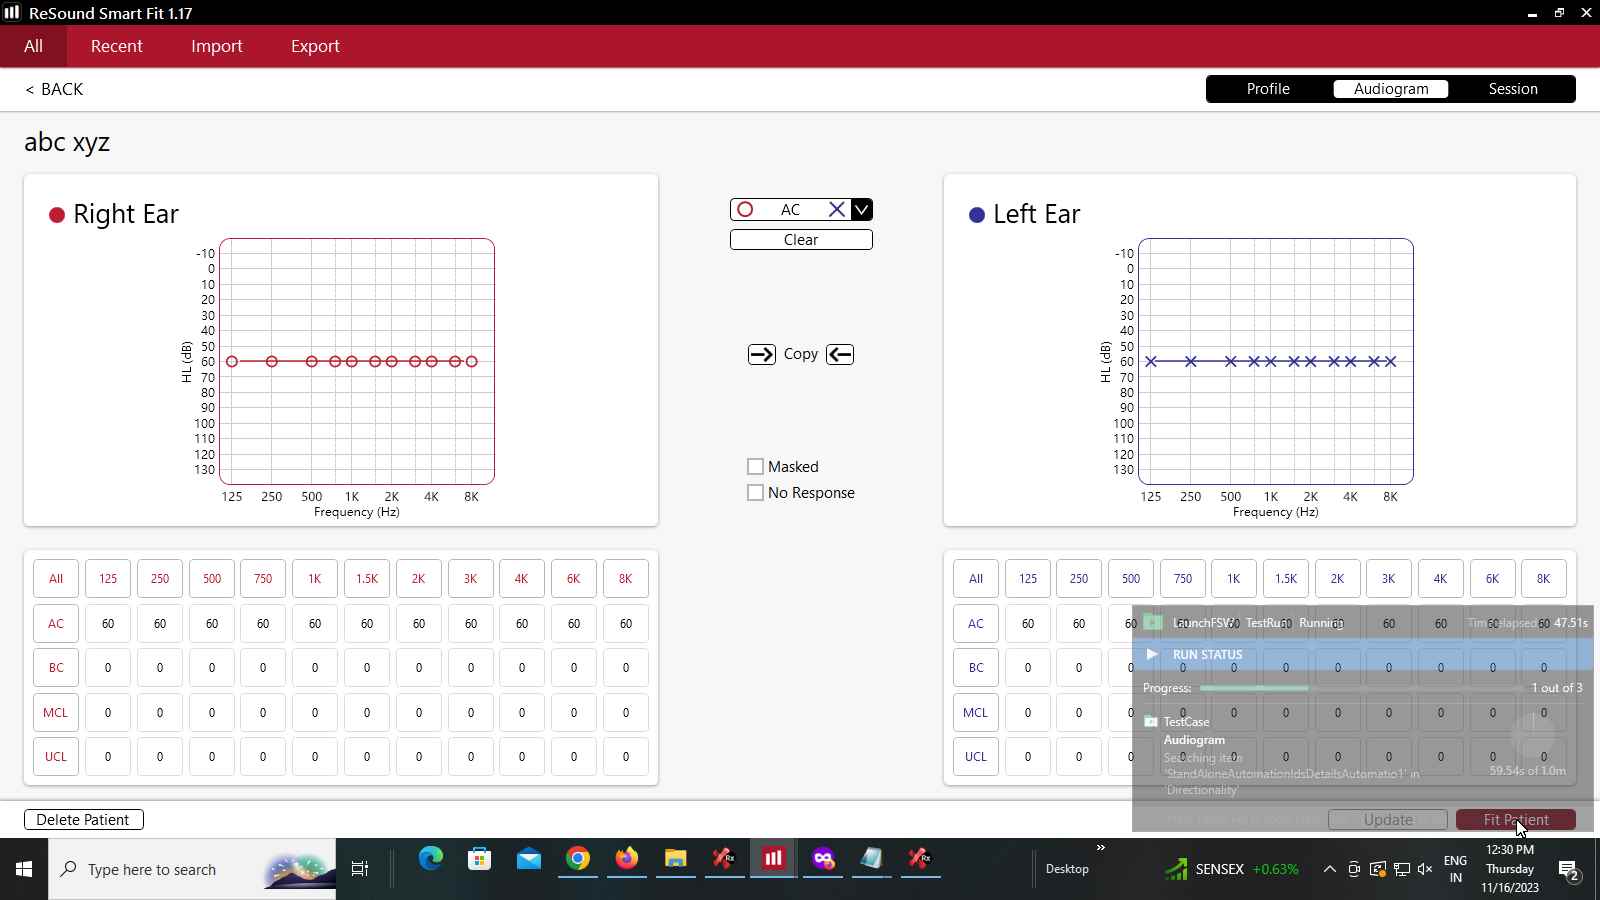 ReSound Smart Fit 1.17
All Recent Import Export
< BACK
Profile Audiogram Session
abc xyz
Right Ear
-10
0
10
20
30
40
50
60
70
80
90
100
110
120
130
HL (dB)
125 250 500 1K 2K 4K 8K
Frequency (Hz)
AC
Clear
Copy
Masked
No Response
Left Ear
-10
0
10
20
30
40
50
60
70
80
90
100
110
120
130
HL (dB)
125 250 500 1K 2K 4K 8K
Frequency (Hz)
All 125 250 500 750 1K 1.5K 2K 3K 4K 6K 8K
AC 60 60 60 60 60 60 60 60 60 60 60
BC 0 0 0 0 0 0 0 0 0 0 0
MCL 0 0 0 0 0 0 0 0 0 0 0
UCL 0 0 0 0 0 0 0 0 0 0 0
All 125 250 500 750 1K 1.5K 2K 3K 4K 6K 8K
AC 60 60 60 60 60 60 60 60 60 60 60
BC 0 0 0 0 0 0 0 0 0 0 0
MCL 0 0 0 0 0 0 0 0 0 0 0
UCL 0 0 0 0 0 0 0 0 0 0 0
LaunchFSW TestRun Running Time elapsed 47.51s
RUN STATUS
Progress: 1 out of 3
TestCase
Audiogram
Searching item
'StandAloneAutomationIdsDetailsAutomatio1' in
'Directionality'
59.54s of 1.0m
Delete Patient
Update
Fit Patient
Type here to search
Desktop
»
SENSEX +0.63%
ENG
IN
12:30 PM
Thursday
11/16/2023
2